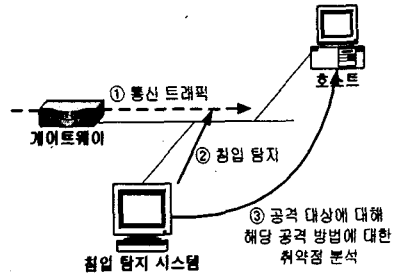 호스트
① 통신 트래픽
게이트웨이
② 침입 탐지
③ 공격 대상에 대해
해당 공격 방법에 대한
취약점 분석
침입 탐지 시스템